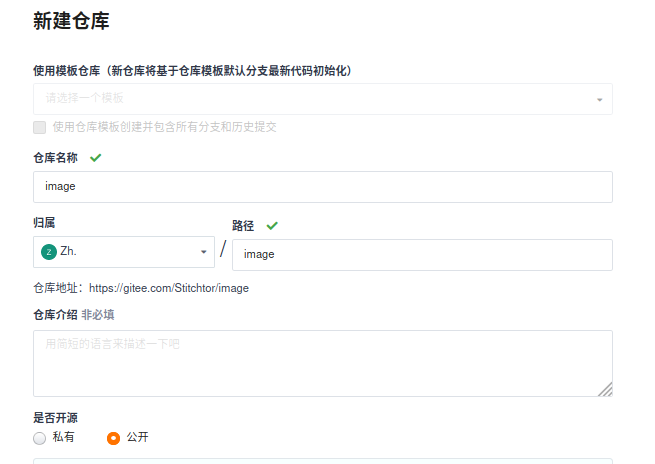 新建仓库
使用模板仓库（新仓库将基于仓库模板默认分支最新代码初始化）
请选择一个模板
使用仓库模板创建并包含所有分支和历史提交
仓库名称
image
归属
路径
Z Zh. / image
仓库地址：https://gitee.com/Stitchtor/image
仓库介绍 非必填
用简短的语言来描述一下吧
是否开源
私有 公开